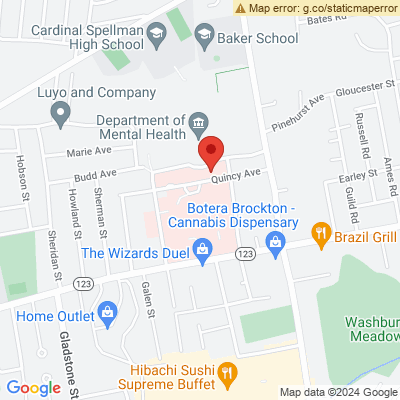 Map error: g.co/staticmaperror
Cardinal Spellman
High School
Baker School
Bates Rd
Gloucester St
Luyo and Company
Pinehurst Ave
Department of
Mental Health
Russell Rd
Ames Rd
Marie Ave
Budd Ave
Quincy Ave
Earley St
Hobson St
Howland St
Sherman St
Guild Rd
Botera Brockton -
Cannabis Dispensary
Brazil Grill
Sheridan St
The Wizards Duel
123
123
Galen St
Home Outlet
123
Washbur
Meadow
Gladstone St
Hibachi Sushi
Supreme Buffet
Google
Map data ©2024 Google